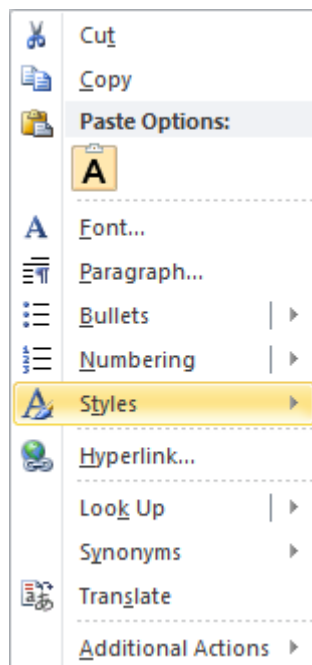 Cut
Copy
Paste Options:
A
Font...
Paragraph...
Bullets
Numbering
Styles
Hyperlink...
Look Up
Synonyms
Translate
Additional Actions